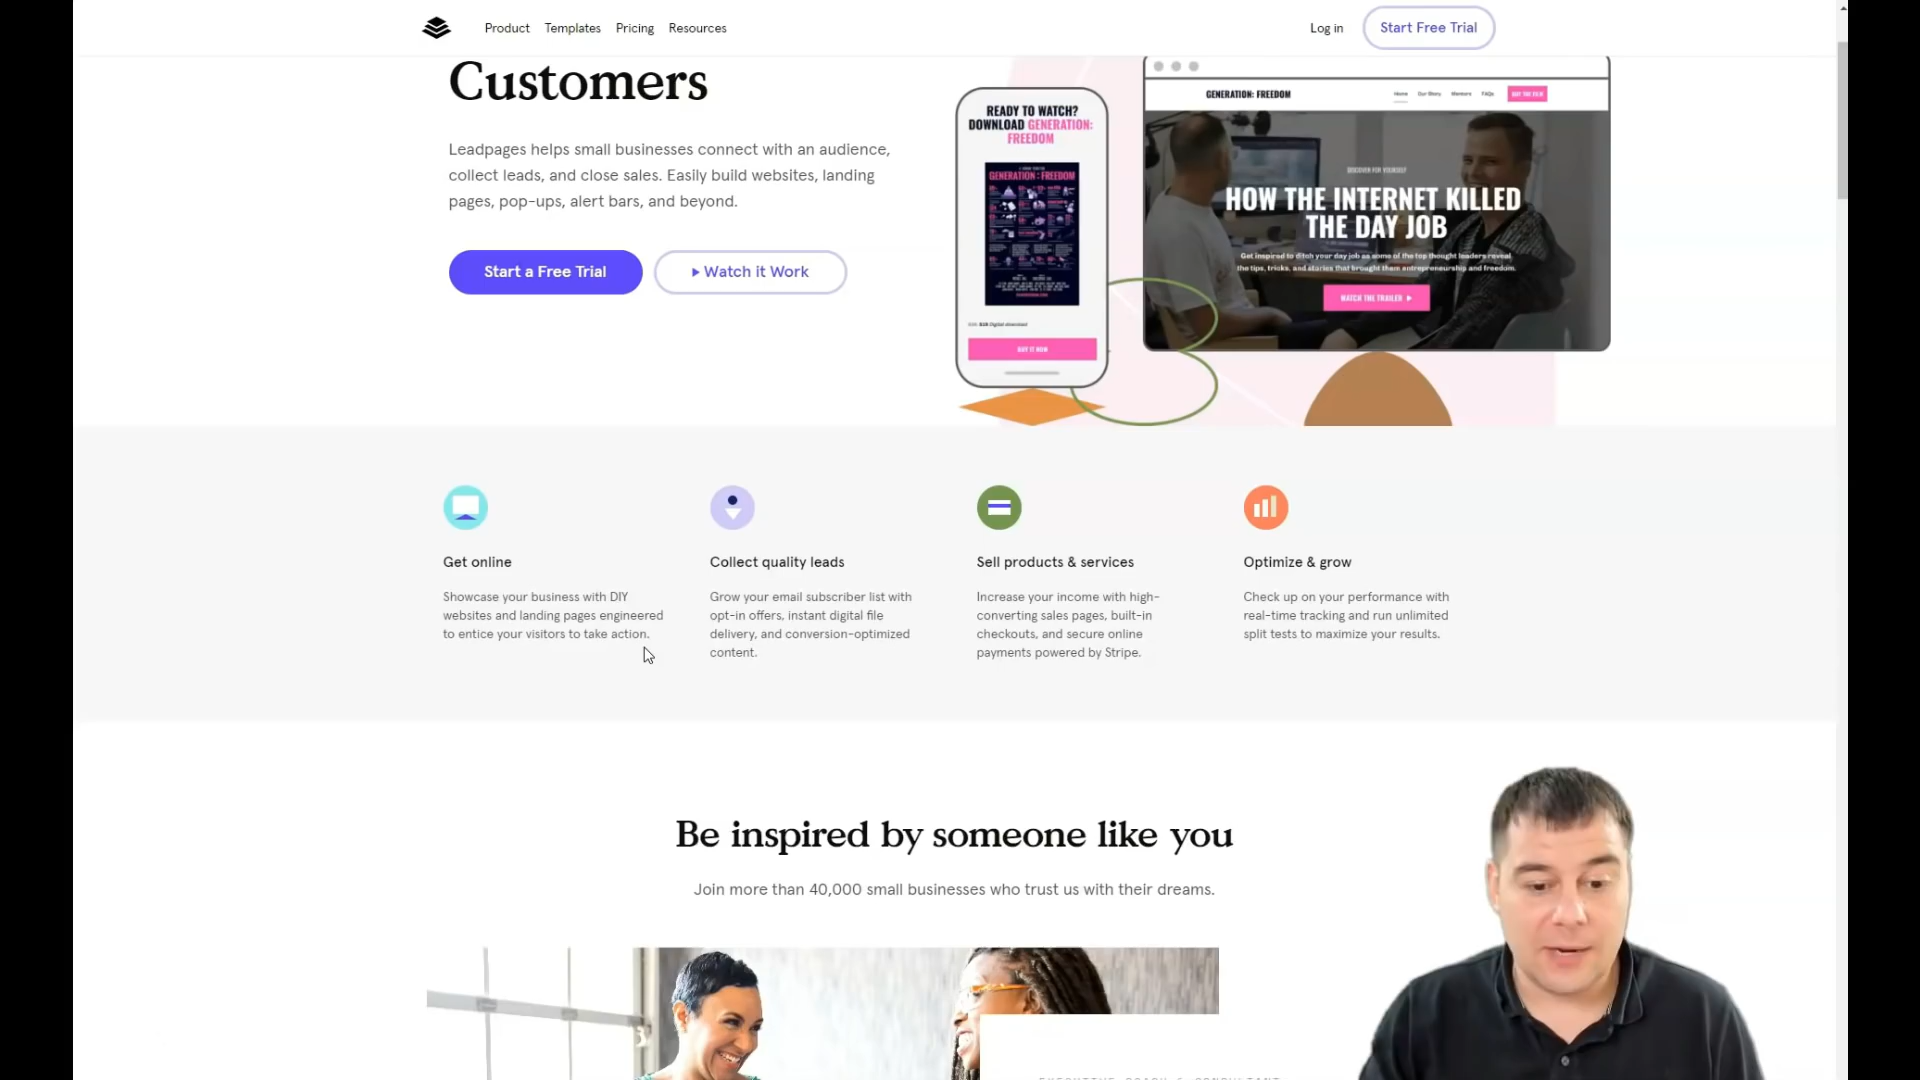 Product Templates Pricing Resources
Log in
Start Free Trial
Customers
Leadpages helps small businesses connect with an audience,
collect leads, and close sales. Easily build websites, landing
pages, pop-ups, alert bars, and beyond.
Start a Free Trial
Watch it Work
READY TO WATCH?
DOWNLOAD GENERATION:
FREEDOM
GENERATION : FREEDOM
$28 Digital download
BUY IT NOW
GENERATION: FREEDOM
Home Our Story Mentors FAQs
BUY THE FILM
DISCOVER FOR YOURSELF
HOW THE INTERNET KILLED
THE DAY JOB
Get inspired to ditch your day job as some of the top thought leaders reveal
the tips, tricks, and stories that brought them entrepreneurship and freedom.
WATCH THE TRAILER
Get online
Showcase your business with DIY
websites and landing pages engineered
to entice your visitors to take action.
Collect quality leads
Grow your email subscriber list with
opt-in offers, instant digital file
delivery, and conversion-optimized
content.
Sell products & services
Increase your income with high-
converting sales pages, built-in
checkouts, and secure online
payments powered by Stripe.
Optimize & grow
Check up on your performance with
real-time tracking and run unlimited
split tests to maximize your results.
Be inspired by someone like you
Join more than 40,000 small businesses who trust us with their dreams.
EXECUTIVE COACH & CONSULTANT